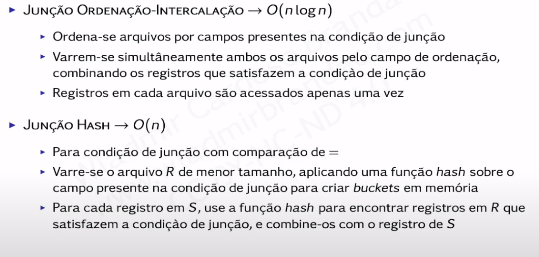 ▸ Junção Ordenação-Intercalação → O(n log n)
▸ Ordena-se arquivos por campos presentes na condição de junção
▸ Varrem-se simultâneamente ambos os arquivos pelo campo de ordenação,
combinando os registros que satisfazem a condiçào de junção
▸ Registros em cada arquivo são acessados apenas uma vez
▸ Junção Hash → O(n)
▸ Para condição de junção com comparação de =
▸ Varre-se o arquivo R de menor tamanho, aplicando uma função hash sobre o
campo presente na condição de junção para criar buckets em memória
▸ Para cada registro em S, use a função hash para encontrar registros em R que
satisfazem a condiçào de junção, e combine-os com o registro de S